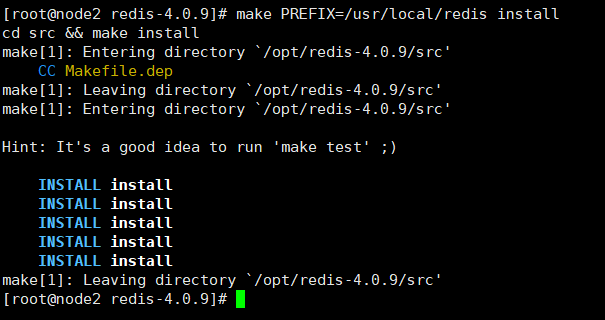 [root@node2 redis-4.0.9]# make PREFIX=/usr/local/redis install
cd src && make install
make[1]: Entering directory `/opt/redis-4.0.9/src'
    CC Makefile.dep
make[1]: Leaving directory `/opt/redis-4.0.9/src'
make[1]: Entering directory `/opt/redis-4.0.9/src'

Hint: It's a good idea to run 'make test' ;)

    INSTALL install
    INSTALL install
    INSTALL install
    INSTALL install
    INSTALL install
make[1]: Leaving directory `/opt/redis-4.0.9/src'
[root@node2 redis-4.0.9]#